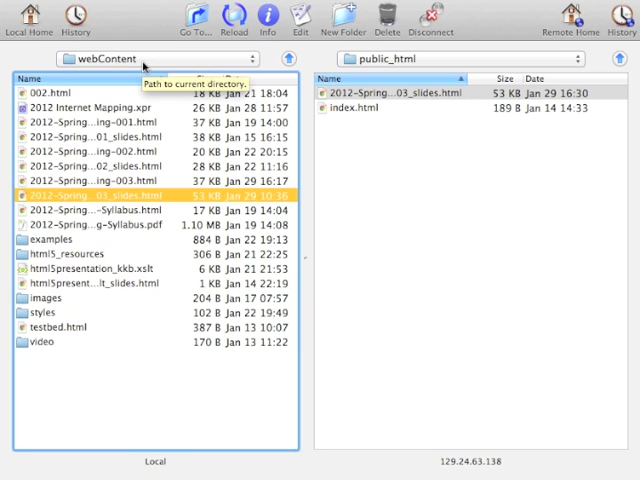 Local Home History Go To... Reload Info Edit New Folder Delete Disconnect Remote Home History
webContent public_html
Name Date Name Size Date
Path to current directory.
002.html 18 KB Jan 21 18:04
2012 Internet Mapping.xpr 26 KB Jan 28 11:57
2012-Spring...ing-001.html 37 KB Jan 19 14:00
2012-Spring...01_slides.html 38 KB Jan 15 16:15
2012-Spring...ing-002.html 20 KB Jan 22 20:15
2012-Spring...02_slides.html 28 KB Jan 22 11:16
2012-Spring...ing-003.html 37 KB Jan 29 16:17
2012-Spring...03_slides.html 53 KB Jan 29 10:36
2012-Spring...-Syllabus.html 17 KB Jan 19 14:04
2012-Spring...g-Syllabus.pdf 1.10 MB Jan 19 14:08
examples 884 B Jan 22 19:13
html5_resources 306 B Jan 21 22:25
html5presentation_kkb.xslt 6 KB Jan 21 21:53
html5present...lt_slides.html 1 KB Jan 14 22:19
images 204 B Jan 17 07:57
styles 102 B Jan 22 19:49
testbed.html 387 B Jan 13 10:07
video 170 B Jan 13 11:22
2012-Spring...03_slides.html 53 KB Jan 29 16:30
index.html 189 B Jan 14 14:33
Local 129.24.63.138